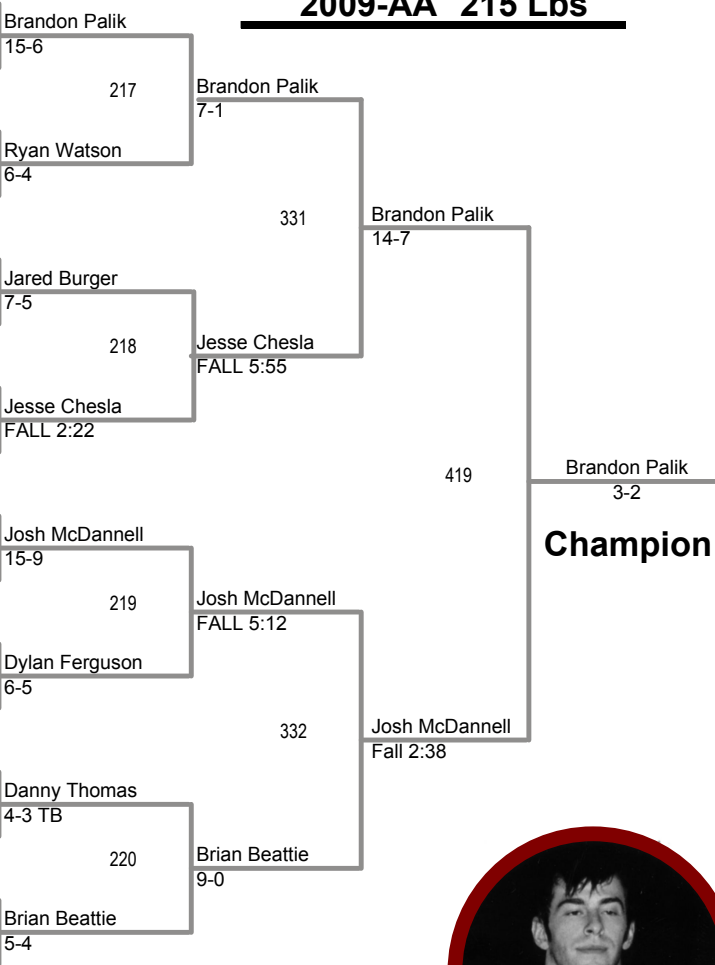 2009-AA 215 Lbs
Brandon Palik
15-6
217
Brandon Palik
7-1
Ryan Watson
6-4
331
Brandon Palik
14-7
Jared Burger
7-5
218
Jesse Chesla
FALL 5:55
Jesse Chesla
FALL 2:22
419
Brandon Palik
3-2
Champion
Josh McDannell
15-9
219
Josh McDannell
FALL 5:12
Dylan Ferguson
6-5
332
Josh McDannell
Fall 2:38
Danny Thomas
4-3 TB
220
Brian Beattie
9-0
Brian Beattie
5-4